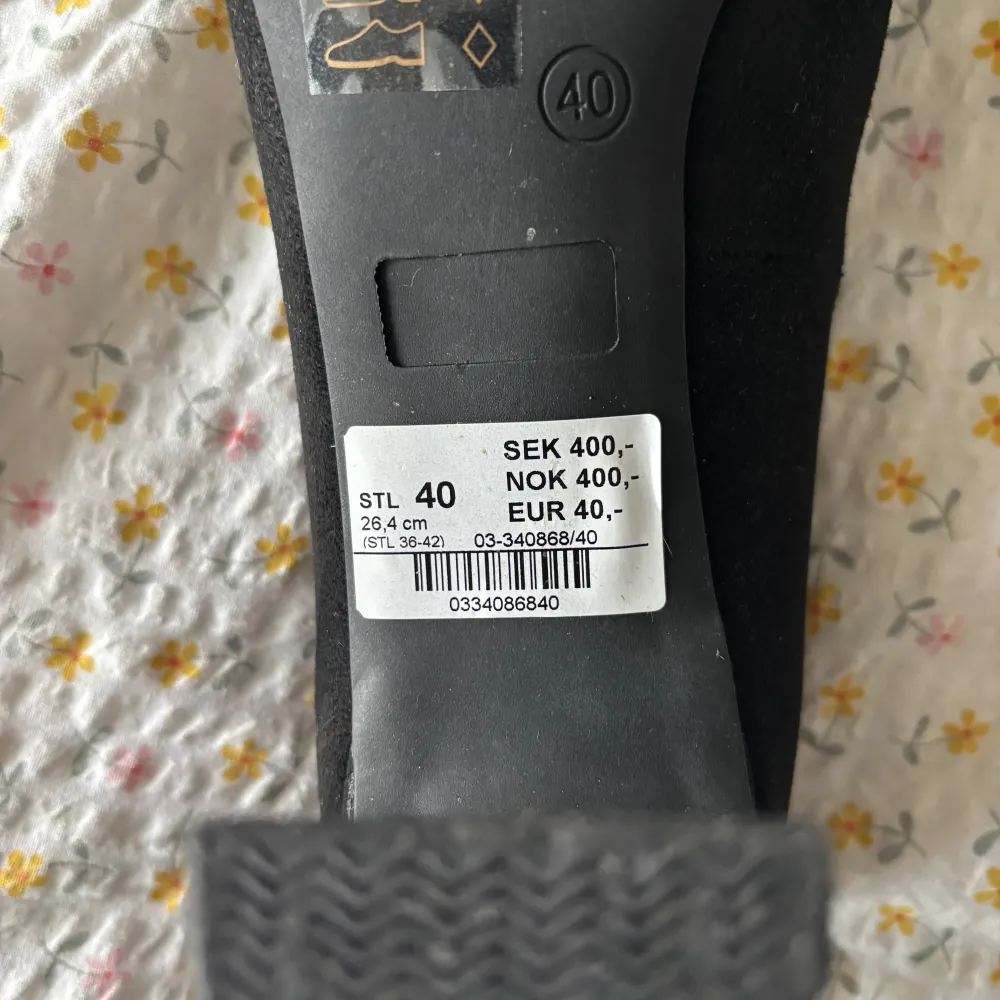 40
SEK 400,-
NOK 400,-
EUR 40,-
STL 40
26,4 cm
(STL 36-42) 03-340868/40
0334086840